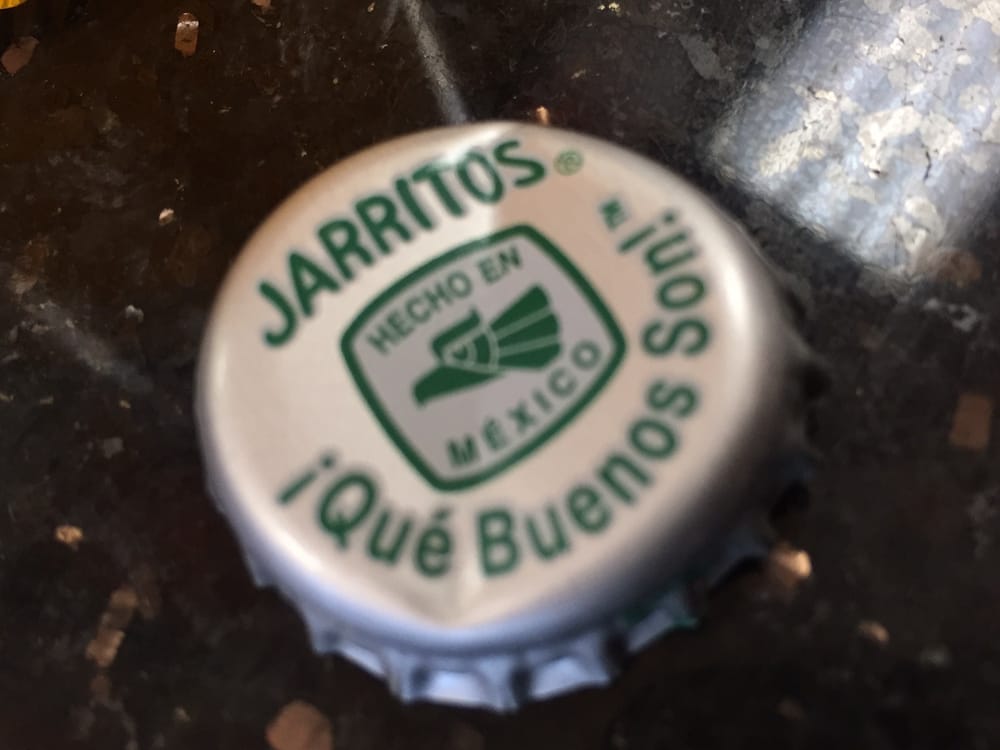 JARRITOS®
HECHO EN
MÉXICO
¡Qué Buenos Son!